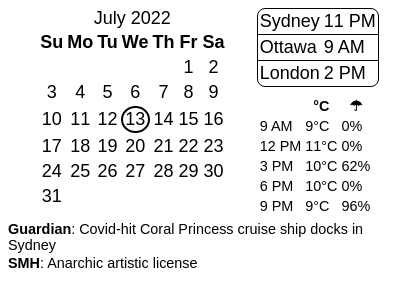 July 2022
Su Mo Tu We Th Fr Sa
1 2
3 4 5 6 7 8 9
10 11 12 13 14 15 16
17 18 19 20 21 22 23
24 25 26 27 28 29 30
31
Sydney 11 PM
Ottawa 9 AM
London 2 PM
°C ☂
9 AM 9°C 0%
12 PM 11°C 0%
3 PM 10°C 62%
6 PM 10°C 0%
9 PM 9°C 96%
Guardian: Covid-hit Coral Princess cruise ship docks in
Sydney
SMH: Anarchic artistic license